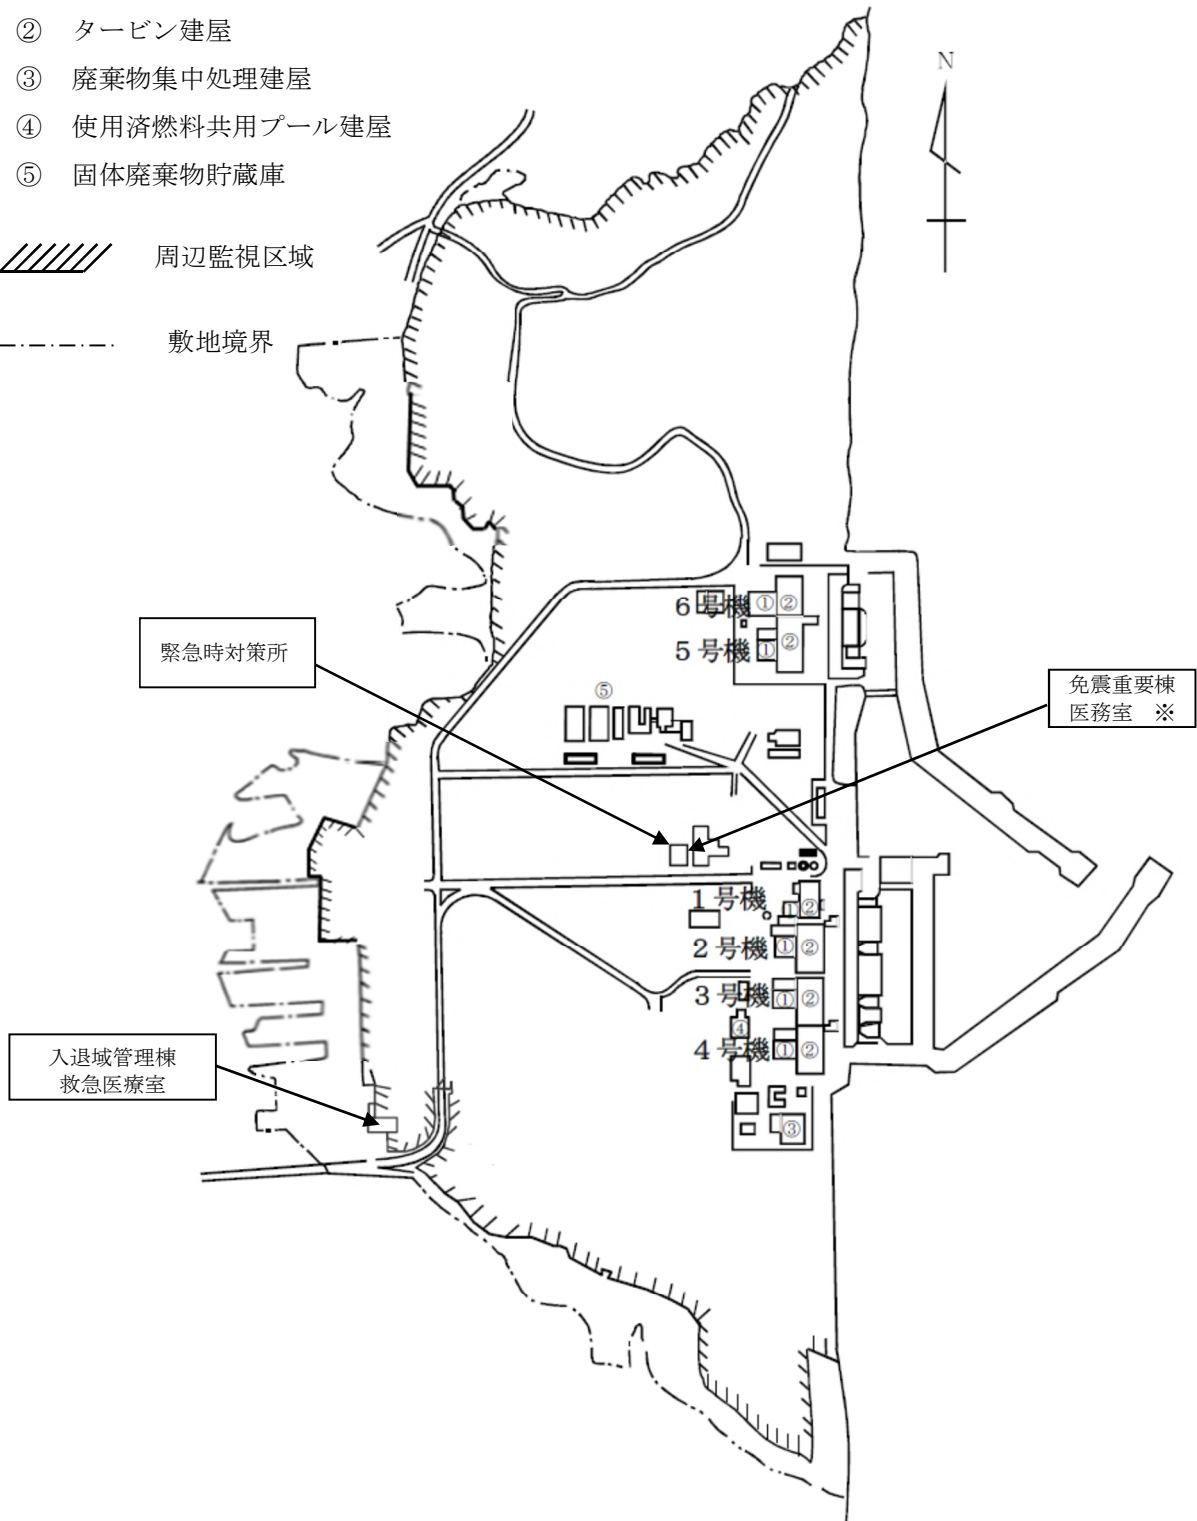 ② タービン建屋
③ 廃棄物集中処理建屋
④ 使用済燃料共用プール建屋
⑤ 固体廃棄物貯蔵庫
周辺監視区域
敷地境界
N
6号機 ① ②
5号機 ① ②
緊急時対策所
⑤
免震重要棟
医務室 ※
1号機 ① ②
2号機 ① ②
3号機 ① ②
④
4号機 ① ②
入退域管理棟
救急医療室
③